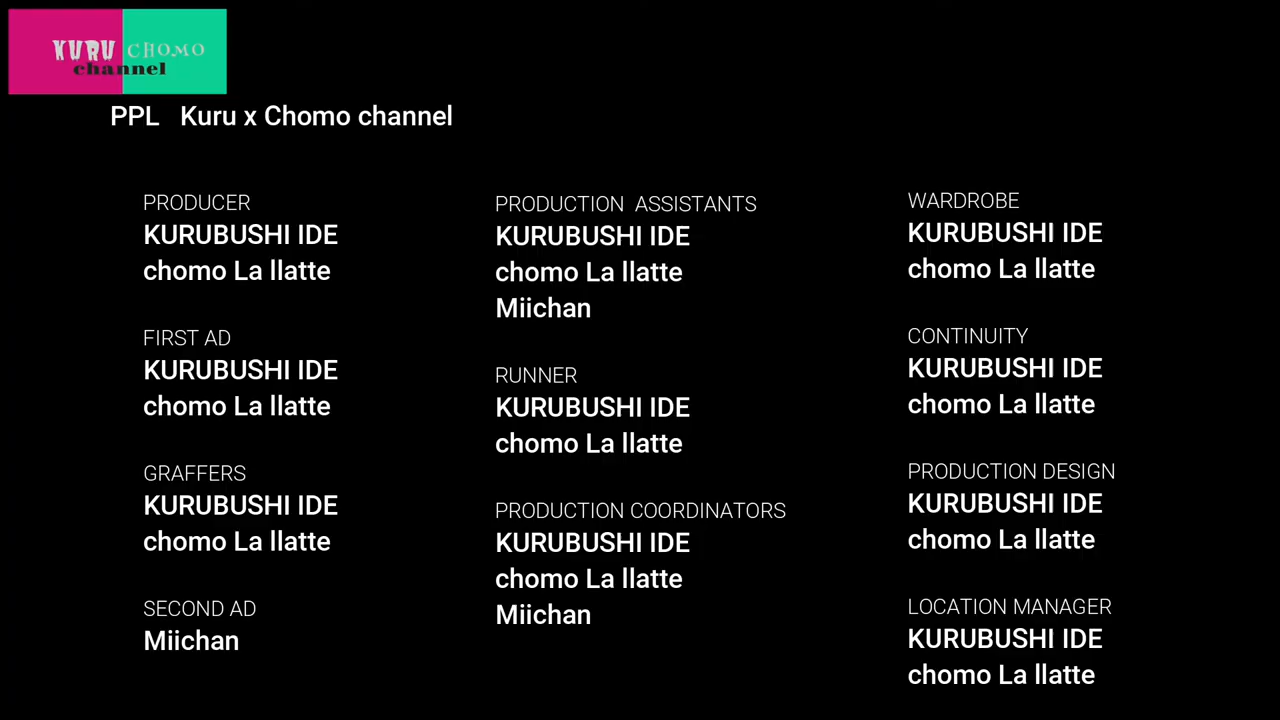 KURU CHOMO
channel
PPL Kuru x Chomo channel
PRODUCER
KURUBUSHI IDE
chomo La llatte
FIRST AD
KURUBUSHI IDE
chomo La llatte
GRAFFERS
KURUBUSHI IDE
chomo La llatte
SECOND AD
Miichan
PRODUCTION ASSISTANTS
KURUBUSHI IDE
chomo La llatte
Miichan
RUNNER
KURUBUSHI IDE
chomo La llatte
PRODUCTION COORDINATORS
KURUBUSHI IDE
chomo La llatte
Miichan
WARDROBE
KURUBUSHI IDE
chomo La llatte
CONTINUITY
KURUBUSHI IDE
chomo La llatte
PRODUCTION DESIGN
KURUBUSHI IDE
chomo La llatte
LOCATION MANAGER
KURUBUSHI IDE
chomo La llatte